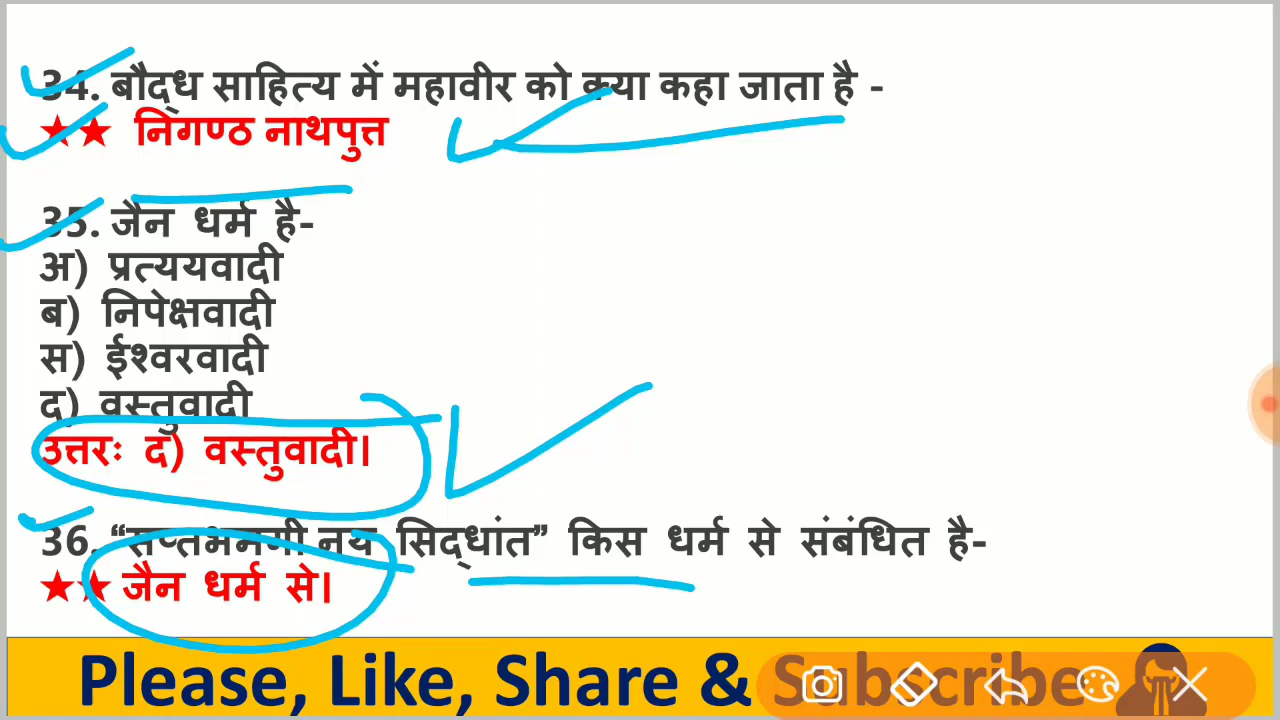 34. बौद्ध साहित्य में महावीर को क्या कहा जाता है -
★★ निगण्ठ नाथपुत्त
35. जैन धर्म है-
अ) प्रत्ययवादी
ब) निपेक्षवादी
स) ईश्वरवादी
द) वस्तुवादी
उत्तरः द) वस्तुवादी।
36. “सप्तभमगी नय सिद्धांत” किस धर्म से संबंधित है-
★★ जैन धर्म से।
Please, Like, Share & Subscribe